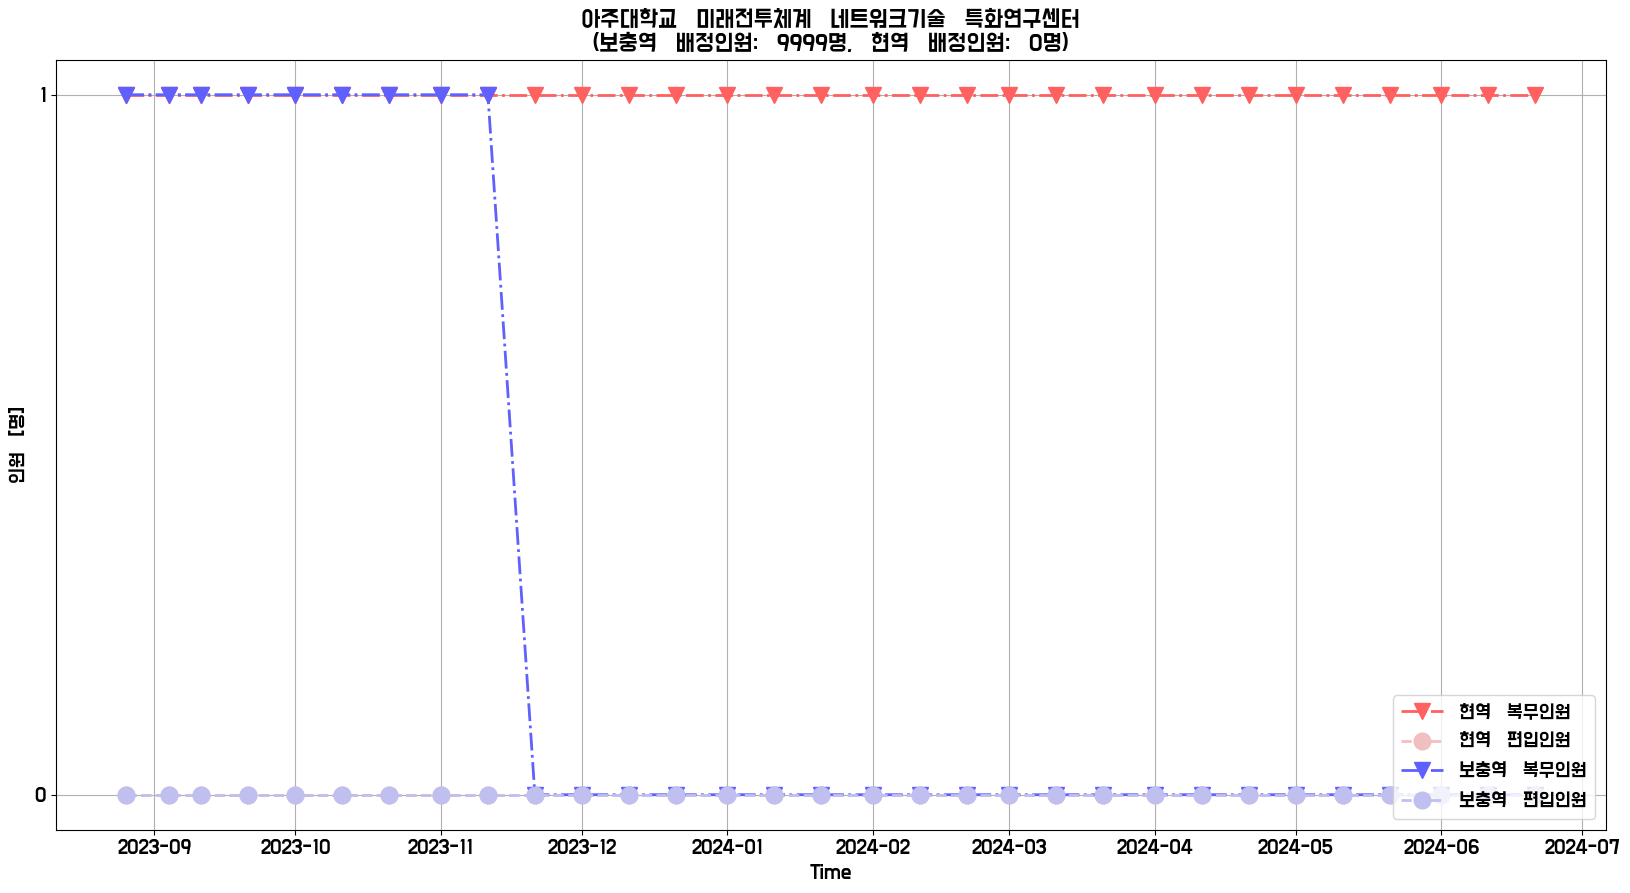 아주대학교 미래전투체계 네트워크기술 특화연구센터
(보충역 배정인원: 9999명, 현역 배정인원: 0명)
1
인원 [명]
0
현역 복무인원
현역 편입인원
보충역 복무인원
보충역 편입인원
2023-09 2023-10 2023-11 2023-12 2024-01 2024-02 2024-03 2024-04 2024-05 2024-06 2024-07
Time